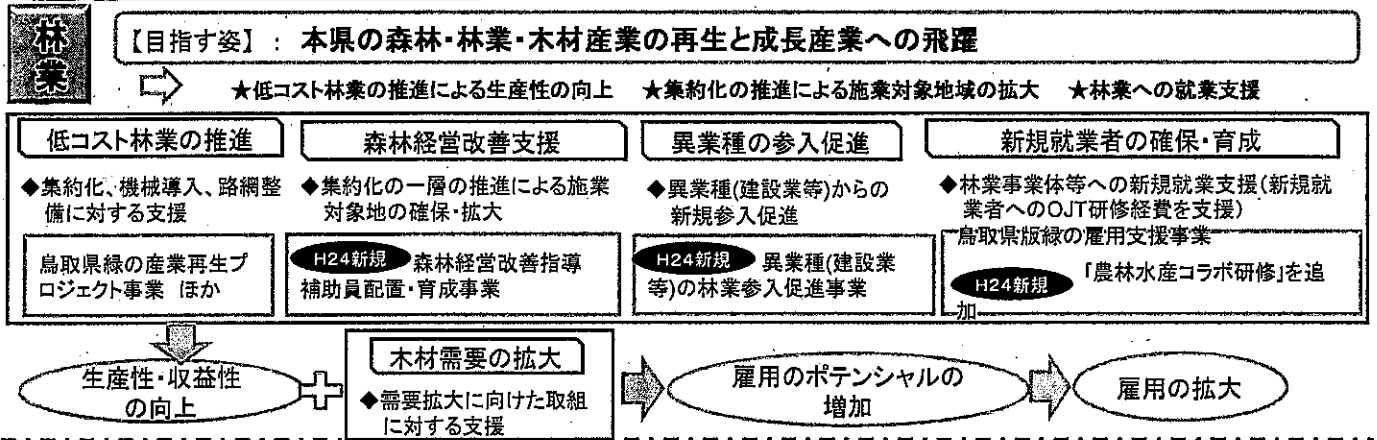 林業
【目指す姿】： 本県の森林・林業・木材産業の再生と成長産業への飛躍
★低コスト林業の推進による生産性の向上 ★集約化の推進による施業対象地域の拡大 ★林業への就業支援
低コスト林業の推進
◆集約化、機械導入、路網整
備に対する支援
鳥取県緑の産業再生プ
ロジェクト事業 ほか
森林経営改善支援
◆集約化の一層の推進による施業
対象地の確保・拡大
H24新規 森林経営改善指導
補助員配置・育成事業
異業種の参入促進
◆異業種(建設業等)からの
新規参入促進
H24新規 異業種(建設業
等)の林業参入促進事業
新規就業者の確保・育成
◆林業事業体等への新規就業支援(新規就
業者へのOJT研修経費を支援)
鳥取県版緑の雇用支援事業
H24新規 「農林水産コラボ研修」を追
加
生産性・収益性
の向上
木材需要の拡大
◆需要拡大に向けた取組
に対する支援
雇用のポテンシャルの
増加
雇用の拡大